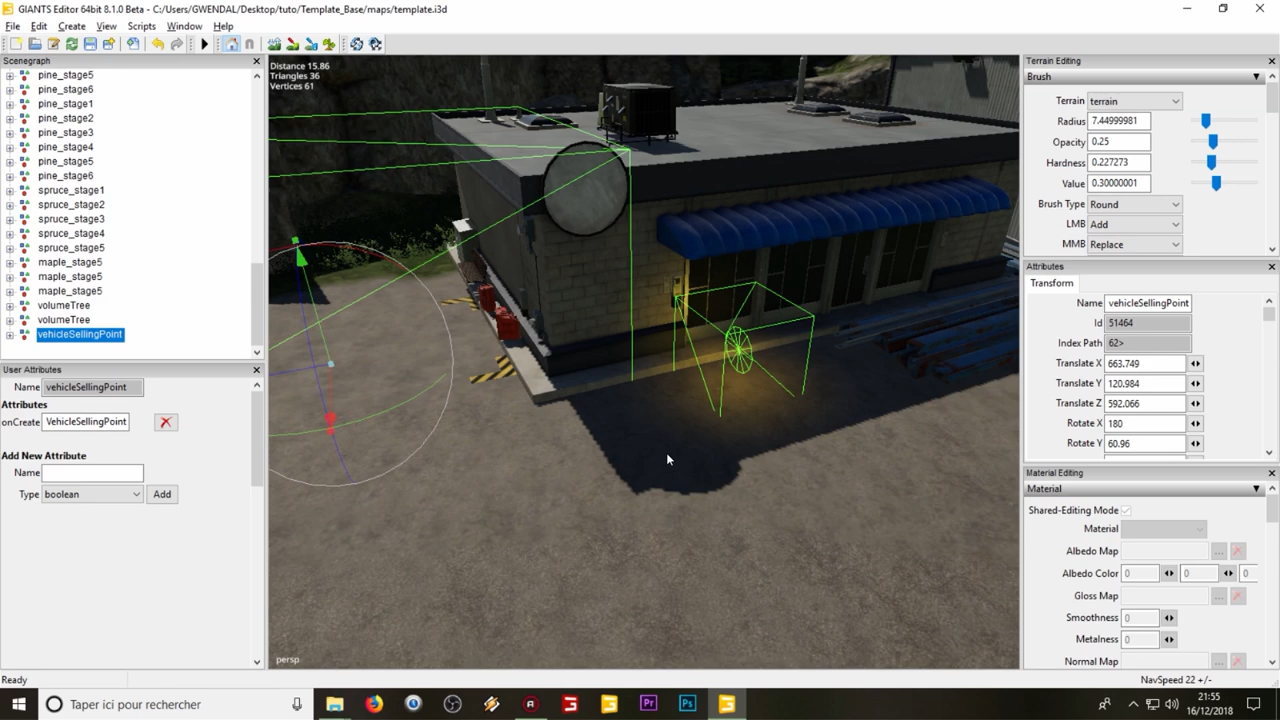 GIANTS Editor 64bit 8.1.0 Beta - C:/Users/GWENDAL/Desktop/tuto/Template_Base/maps/template.i3d
File Edit Create View Scripts Window Help
Scenegraph
pine_stage5
pine_stage6
pine_stage1
pine_stage2
pine_stage3
pine_stage4
pine_stage5
pine_stage6
spruce_stage1
spruce_stage2
spruce_stage3
spruce_stage4
spruce_stage5
maple_stage5
maple_stage5
maple_stage5
volumeTree
volumeTree
vehicleSellingPoint
User Attributes
Name vehicleSellingPoint
Attributes
onCreate VehicleSellingPoint
Add New Attribute
Name
Type boolean Add
Distance 15.86
Triangles 36
Vertices 61
persp
Terrain Editing
Brush
Terrain terrain
Radius 7.44999981
Opacity 0.25
Hardness 0.227273
Value 0.30000001
Brush Type Round
LMB Add
MMB Replace
Attributes
Transform
Name vehicleSellingPoint
Id 51464
Index Path 62>
Translate X 663.749
Translate Y 120.984
Translate Z 592.066
Rotate X 180
Rotate Y 60.96
Material Editing
Material
Shared-Editing Mode
Material
Albedo Map ...
Albedo Color 0 0 0
Gloss Map ...
Smoothness 0
Metalness 0
Normal Map ...
Ready
NavSpeed 22 +/-
Taper ici pour rechercher
Pr
Ps
21:55
16/12/2018